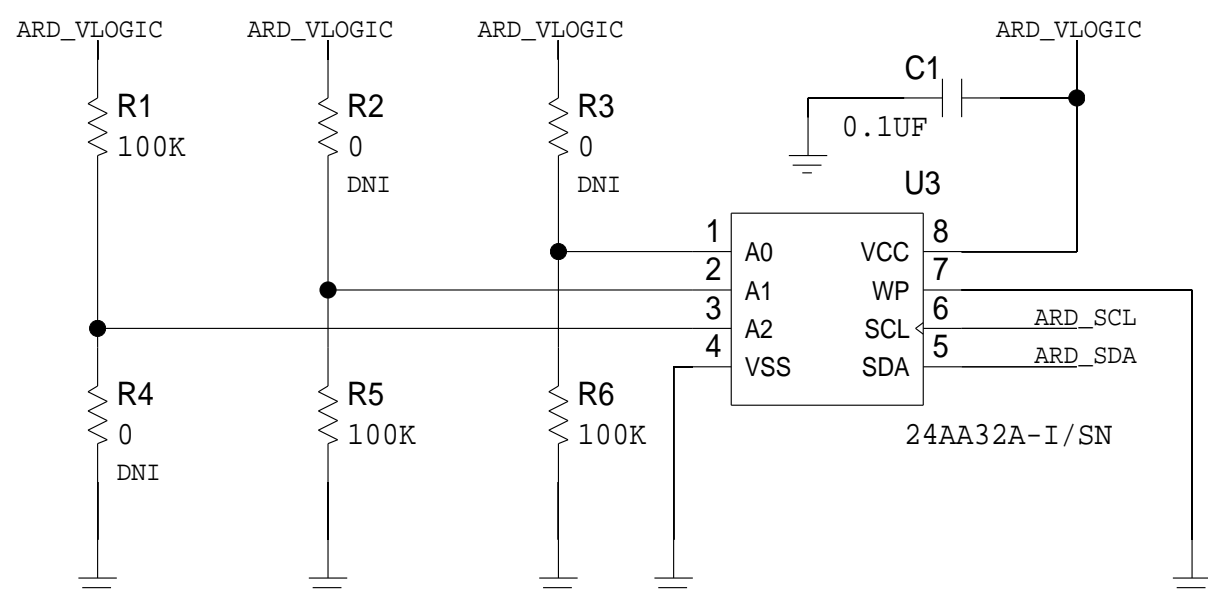 ARD_VLOGIC
ARD_VLOGIC
ARD_VLOGIC
ARD_VLOGIC
R1
100K
R2
0
DNI
R3
0
DNI
C1
0.1UF
U3
1
2
3
4
A0
A1
A2
VSS
VCC
WP
SCL
SDA
8
7
6
5
ARD_SCL
ARD_SDA
24AA32A-I/SN
R4
0
DNI
R5
100K
R6
100K